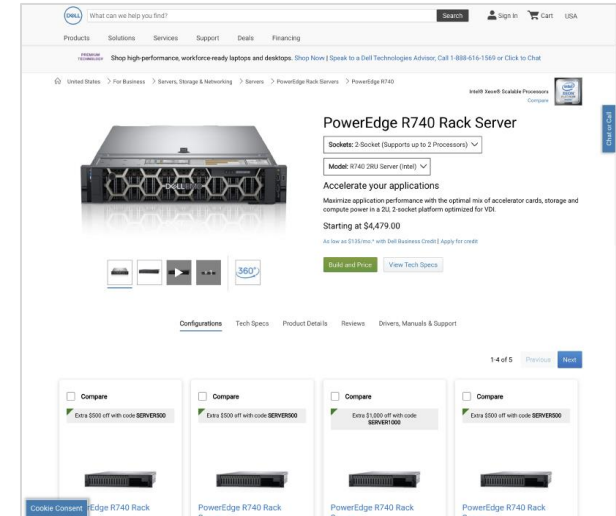 DELL
What can we help you find?
Search
Sign In
Cart
USA
Products
Solutions
Services
Support
Deals
Financing
PREMIUM
TECHNOLOGY
Shop high-performance, workforce-ready laptops and desktops. Shop Now | Speak to a Dell Technologies Advisor, Call 1-888-616-1569 or Click to Chat
United States > For Business > Servers, Storage & Networking > Servers > PowerEdge Rack Servers > PowerEdge R740
Intel® Xeon® Scalable Processors
Compare
Chat or Call
PowerEdge R740 Rack Server
Sockets: 2-Socket (Supports up to 2 Processors)
Model: R740 2RU Server (Intel)
Accelerate your applications
Maximize application performance with the optimal mix of accelerator cards, storage and
compute power in a 2U, 2-socket platform optimized for VDI.
Starting at $4,479.00
As low as $135/mo.^ with Dell Business Credit | Apply for credit
Build and Price
View Tech Specs
360°
Configurations
Tech Specs
Product Details
Reviews
Drivers, Manuals & Support
1-4 of 5
Previous
Next
Compare
Compare
Compare
Compare
Extra $500 off with code SERVER500
Extra $500 off with code SERVER500
Extra $1,000 off with code
SERVER1000
Extra $500 off with code SERVER500
Cookie Consent
Edge R740 Rack
PowerEdge R740 Rack
PowerEdge R740 Rack
PowerEdge R740 Rack